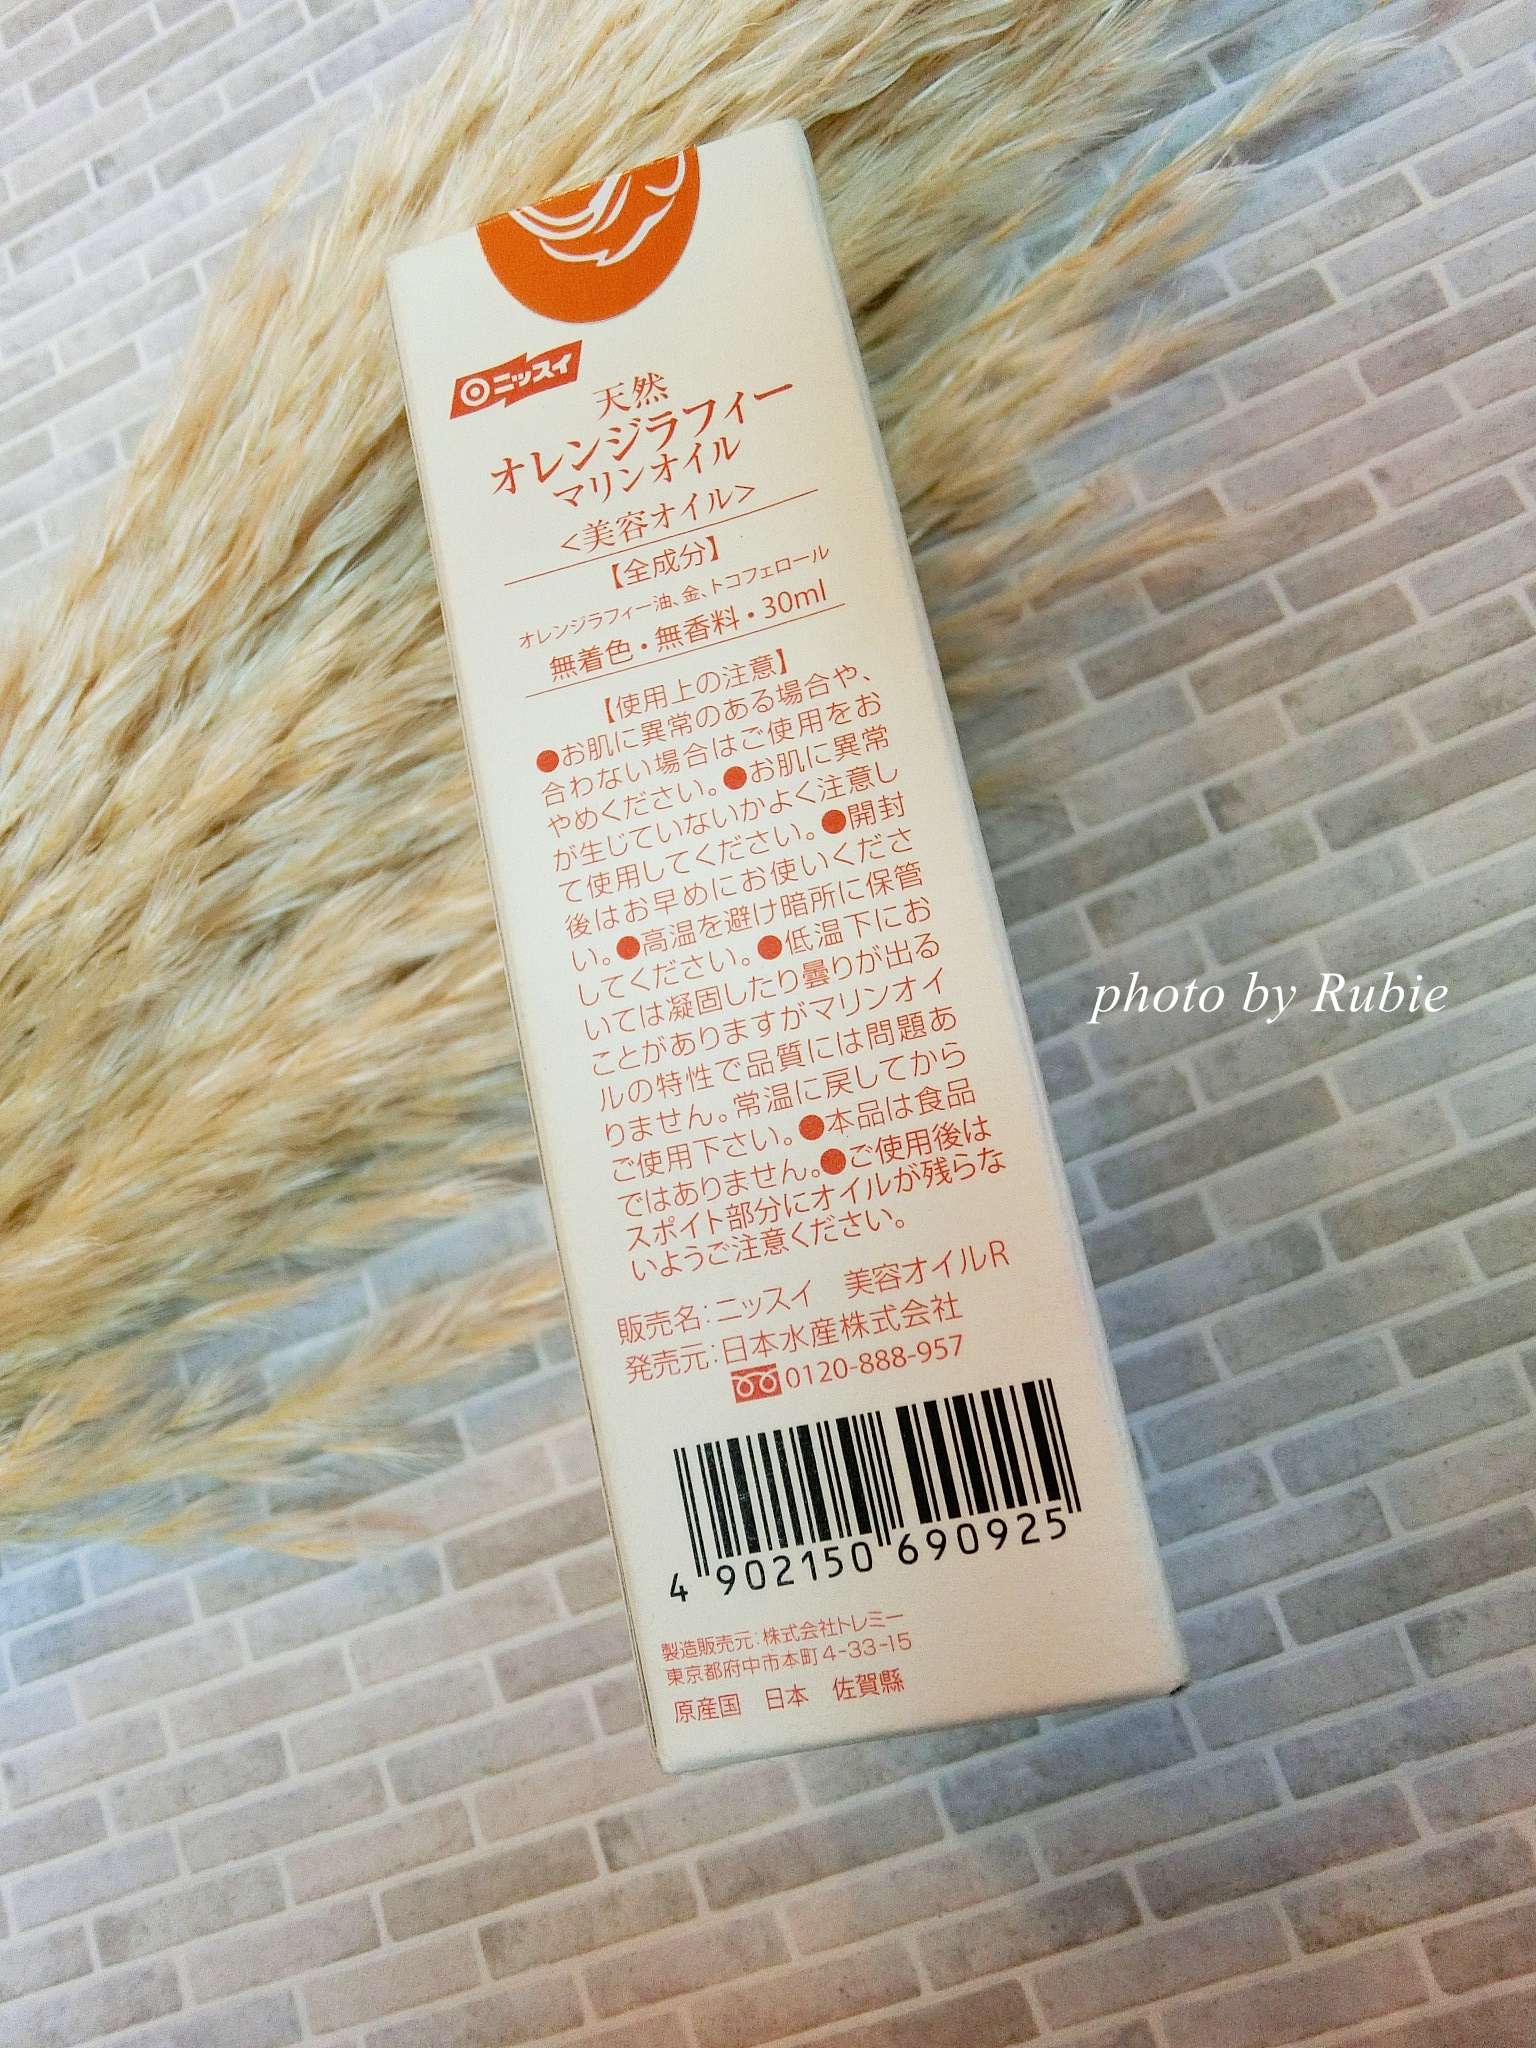 ニッスイ
天然
オレンジラフィー
マリンオイル
<美容オイル>
【全成分】
オレンジラフィー油、金、トコフェロール
無着色・無香料・30ml
【使用上の注意】
●お肌に異常のある場合や、
合わない場合はご使用をお
やめください。●お肌に異常
が生じていないかよく注意し
て使用してください。●開封
後はお早めにお使いくださ
い。●高温を避け暗所に保管
してください。●低温下にお
いては凝固したり曇りが出る
ことがありますがマリンオイ
ルの特性で品質には問題あ
りません。常温に戻してから
ご使用下さい。●本品は食品
ではありません。●ご使用後は
スポイト部分にオイルが残らな
いようご注意ください。
販売名:ニッスイ 美容オイルR
発売元:日本水産株式会社
0120-888-957
4 902150 690925
製造販売元:株式会社トレミー
東京都府中市本町4-33-15
原産国 日本 佐賀縣
photo by Rubie